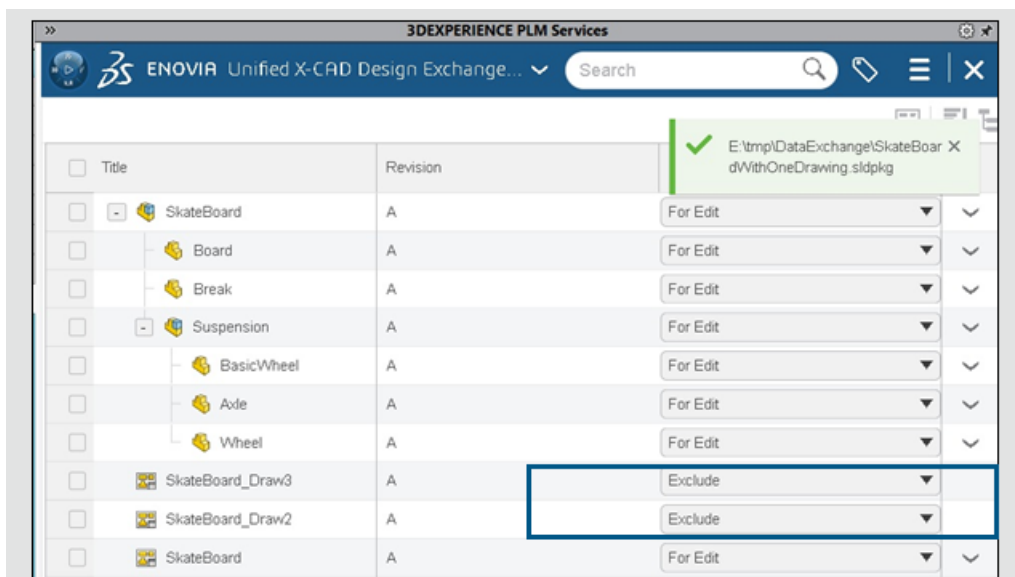 3DEXPERIENCE PLM Services
ENOVIA Unified X-CAD Design Exchange... Search
E:\tmp\DataExchange\SkateBoar
dWithOneDrawing.sldpkg
Title Revision
SkateBoard A For Edit
Board A For Edit
Break A For Edit
Suspension A For Edit
BasicWheel A For Edit
Axle A For Edit
Wheel A For Edit
SkateBoard_Draw3 A Exclude
SkateBoard_Draw2 A Exclude
SkateBoard A For Edit